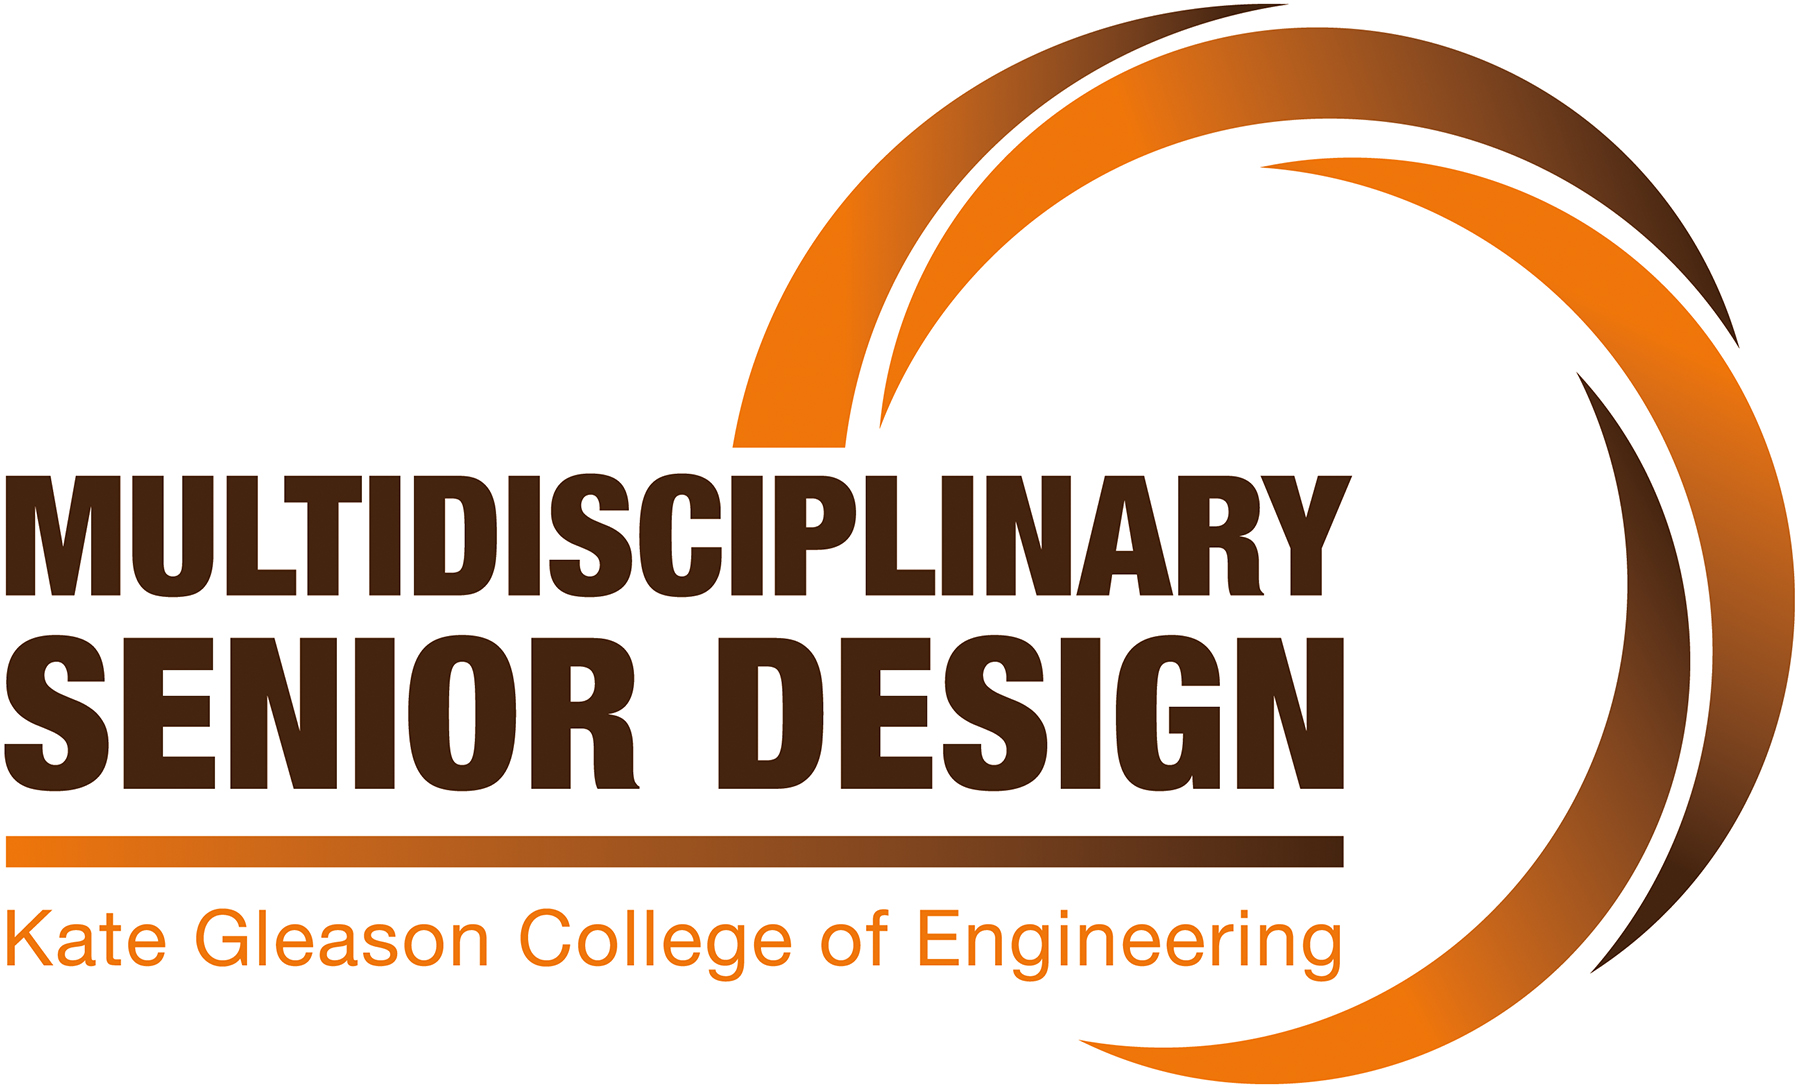 MULTIDISCIPLINARY
SENIOR DESIGN
Kate Gleason College of Engineering